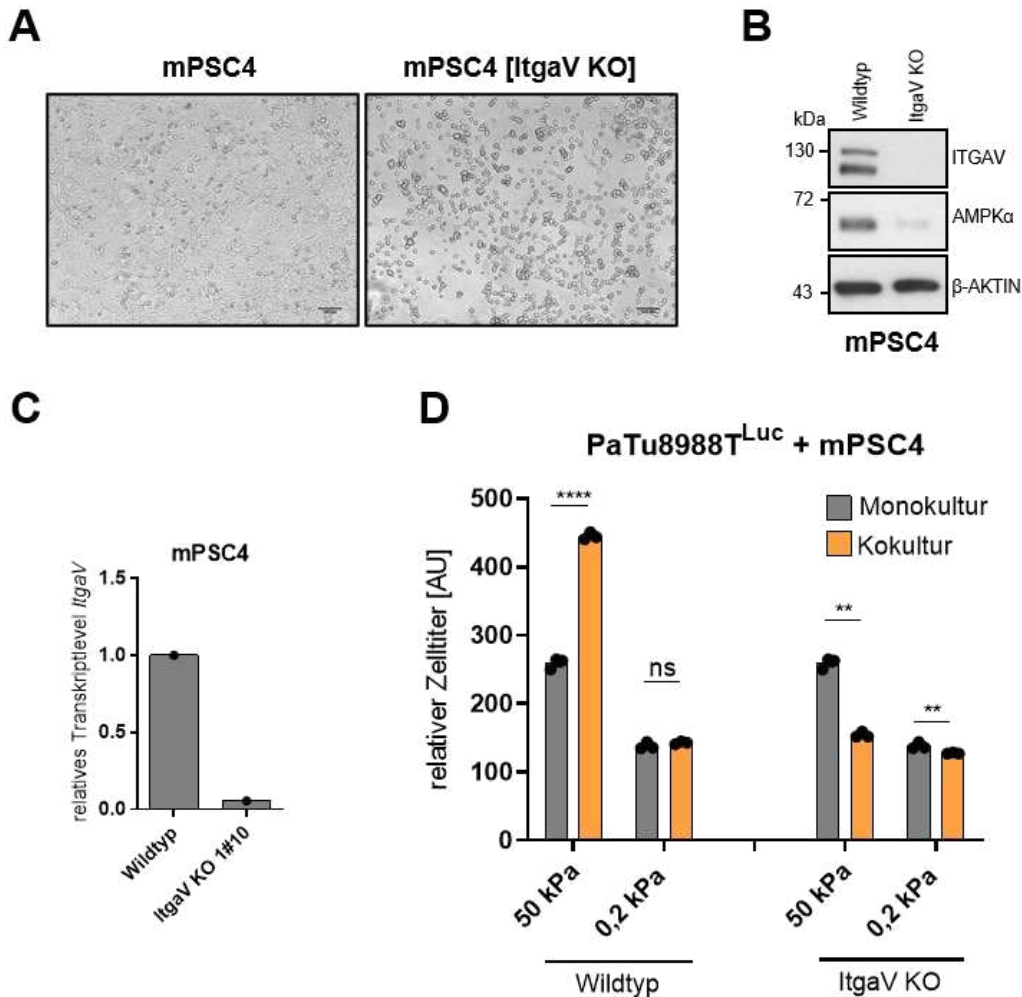 A
mPSC4
mPSC4 [ItgaV KO]
B
Wildtyp
ItgaV KO
kDa
130
ITGAV
72
AMPKα
43
β-AKTIN
mPSC4
C
mPSC4
relatives Transkriptlevel ItgaV
1.5
1.0
0.5
0.0
Wildtyp
ItgaV KO 1#10
D
PaTu8988T^Luc + mPSC4
relativer Zelltiter [AU]
500
400
300
200
100
0
****
ns
**
**
Monokultur
Kokultur
50 kPa
0,2 kPa
50 kPa
0,2 kPa
Wildtyp
ItgaV KO